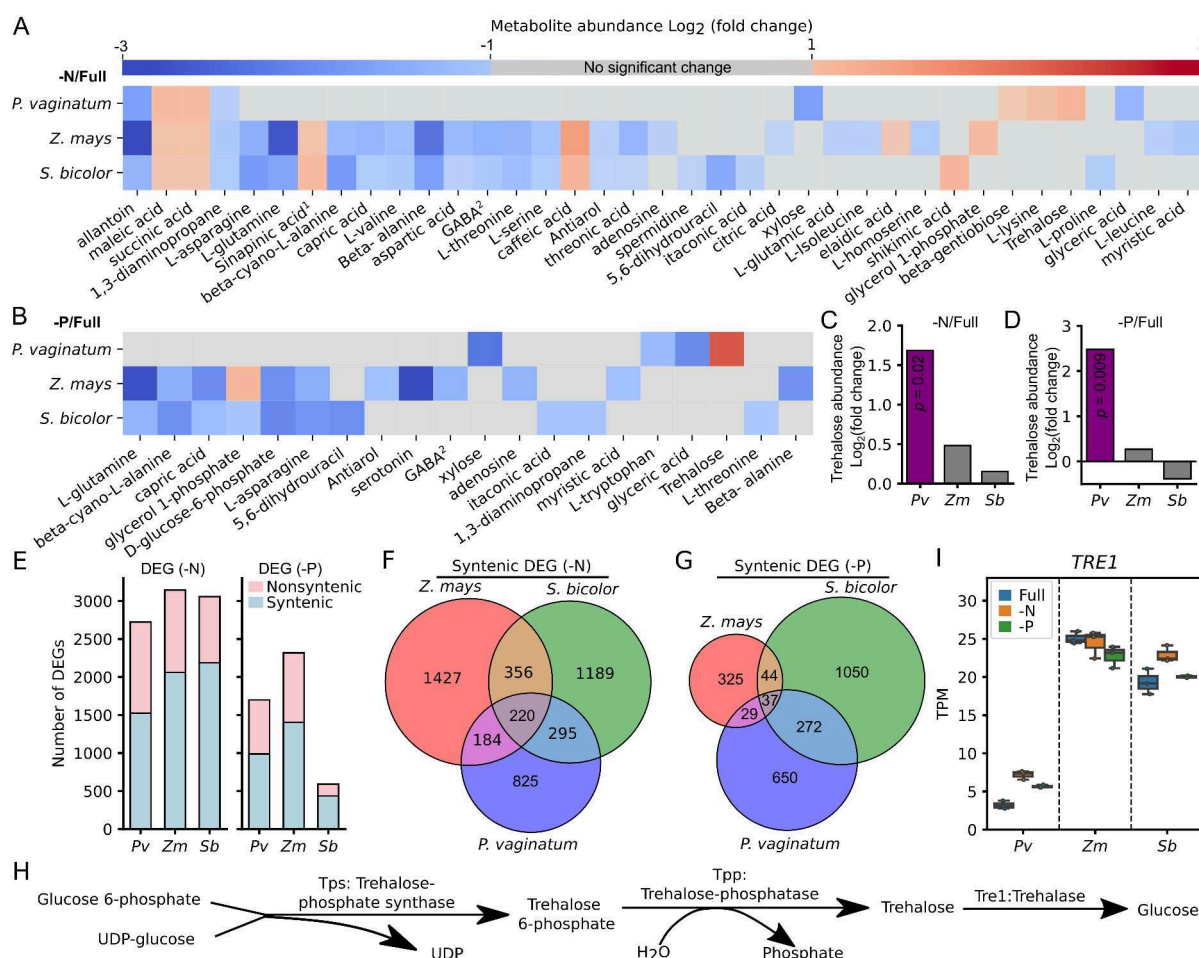 A
Metabolite abundance Log2 (fold change)
-3
-1
1
-N/Full
No significant change
P. vaginatum
Z. mays
S. bicolor
allantoin
maleic acid
succinic acid
1,3-diaminopropane
L-asparagine
L-glutamine
Sinapinic acid¹
beta-cyano-L-alanine
capric acid
L-valine
Beta- alanine
aspartic acid
GABA²
L-threonine
L-serine
caffeic acid
Antiarol
threonic acid
adenosine
spermidine
5,6-dihydrouracil
itaconic acid
citric acid
xylose
L-glutamic acid
L-Isoleucine
elaidic acid
L-homoserine
shikimic acid
glycerol 1-phosphate
beta-gentiobiose
L-lysine
Trehalose
L-proline
glyceric acid
L-leucine
myristic acid
B
-P/Full
P. vaginatum
Z. mays
S. bicolor
L-glutamine
beta-cyano-L-alanine
capric acid
glycerol 1-phosphate
D-glucose-6-phosphate
L-asparagine
5,6-dihydrouracil
Antiarol
serotonin
GABA²
xylose
adenosine
itaconic acid
1,3-diaminopropane
myristic acid
L-tryptophan
glyceric acid
Trehalose
L-threonine
Beta- alanine
C
-N/Full
Trehalose abundance
Log2(fold change)
2.0
1.5
1.0
0.5
0.0
p = 0.02
Pv Zm Sb
D
-P/Full
Trehalose abundance
Log2(fold change)
3
2
1
0
p = 0.009
Pv Zm Sb
E
DEG (-N)
DEG (-P)
Nonsyntenic
Syntenic
Number of DEGs
3000
2500
2000
1500
1000
500
0
Pv Zm Sb
Pv Zm Sb
F
Syntenic DEG (-N)
Z. mays
S. bicolor
1427
356
1189
220
184
295
825
P. vaginatum
G
Syntenic DEG (-P)
S. bicolor
Z. mays
325
44
1050
37
29
272
650
P. vaginatum
I
TRE1
Full
-N
-P
TPM
30
25
20
15
10
5
0
Pv Zm Sb
H
Glucose 6-phosphate
UDP-glucose
Tps: Trehalose-
phosphate synthase
UDP
Trehalose
6-phosphate
Tpp:
Trehalose-phosphatase
H2O
Phosphate
Trehalose
Tre1:Trehalase
Glucose